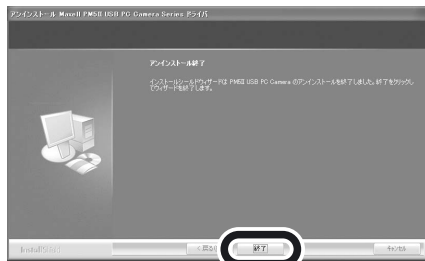 アンインストール Maxell PM5II USB PC Camera Series ドライバ
アンインストール終了
インストールシールドウィザードは PM5II USB PC Camera のアンインストールを終了しました。終了をクリックし
てウィザードを終了します。
InstallShield
< 戻る(
終了
キャンセル